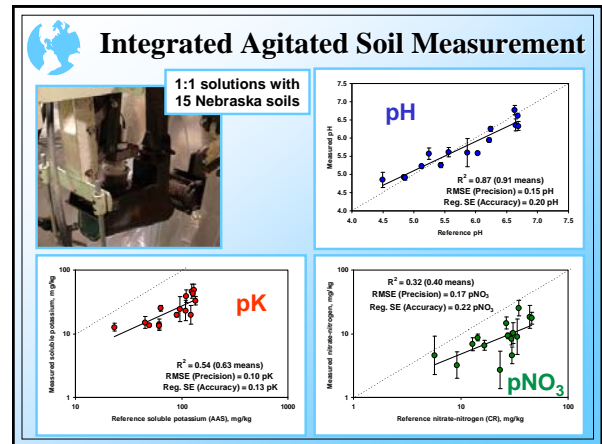 Integrated Agitated Soil Measurement
1:1 solutions with
15 Nebraska soils
pH
Measured pH
7.5
7.0
6.5
6.0
5.5
5.0
4.5
4.0
4.0 4.5 5.0 5.5 6.0 6.5 7.0 7.5
Reference pH
R² = 0.87 (0.91 means)
RMSE (Precision) = 0.15 pH
Reg. SE (Accuracy) = 0.20 pH
pK
Measured soluble potassium, mg/kg
100
10
1
10 100 1000
Reference soluble potassium (AAS), mg/kg
R² = 0.54 (0.63 means)
RMSE (Precision) = 0.10 pK
Reg. SE (Accuracy) = 0.13 pK
R² = 0.32 (0.40 means)
RMSE (Precision) = 0.17 pNO₃
Reg. SE (Accuracy) = 0.22 pNO₃
pNO₃
Measured nitrate-nitrogen, mg/kg
100
10
1
1 10 100
Reference nitrate-nitrogen (CR), mg/kg